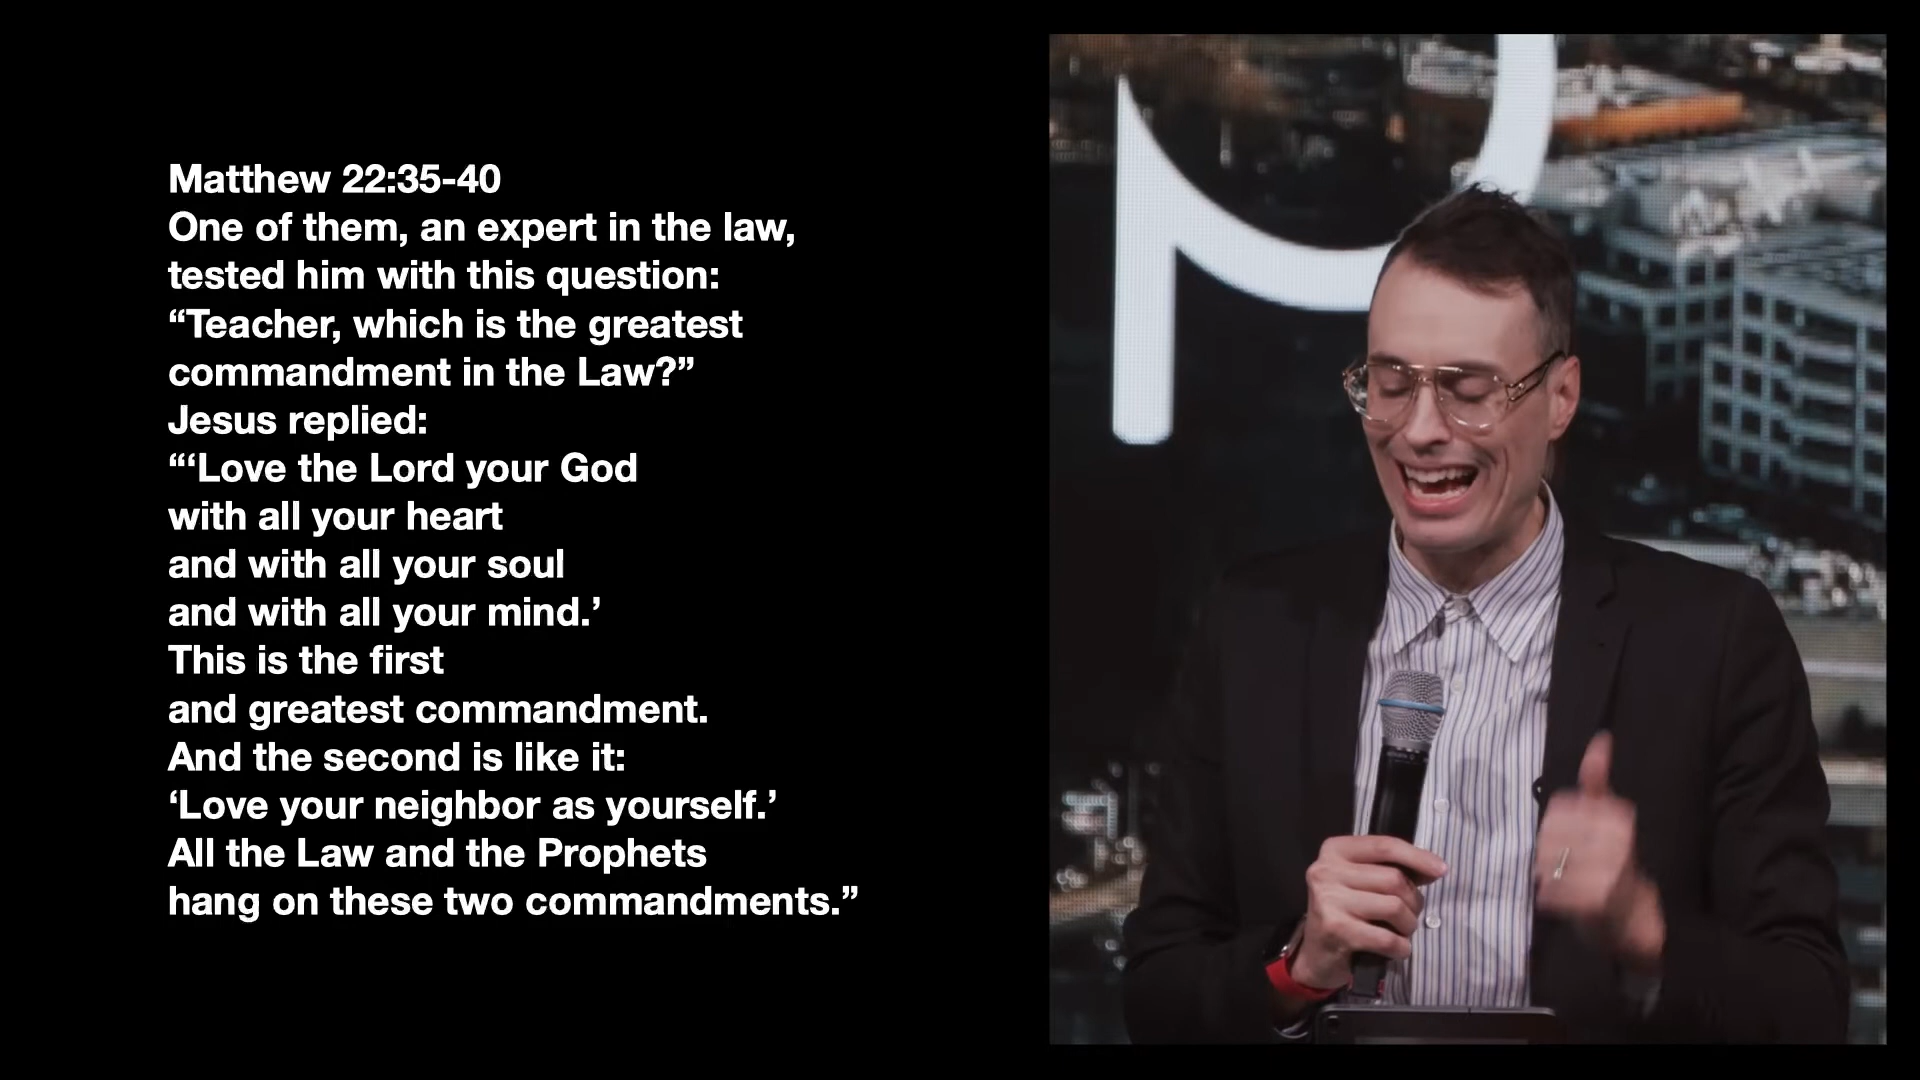 Matthew 22:35-40
One of them, an expert in the law,
tested him with this question:
“Teacher, which is the greatest
commandment in the Law?”
Jesus replied:
“‘Love the Lord your God
with all your heart
and with all your soul
and with all your mind.’
This is the first
and greatest commandment.
And the second is like it:
‘Love your neighbor as yourself.’
All the Law and the Prophets
hang on these two commandments.”